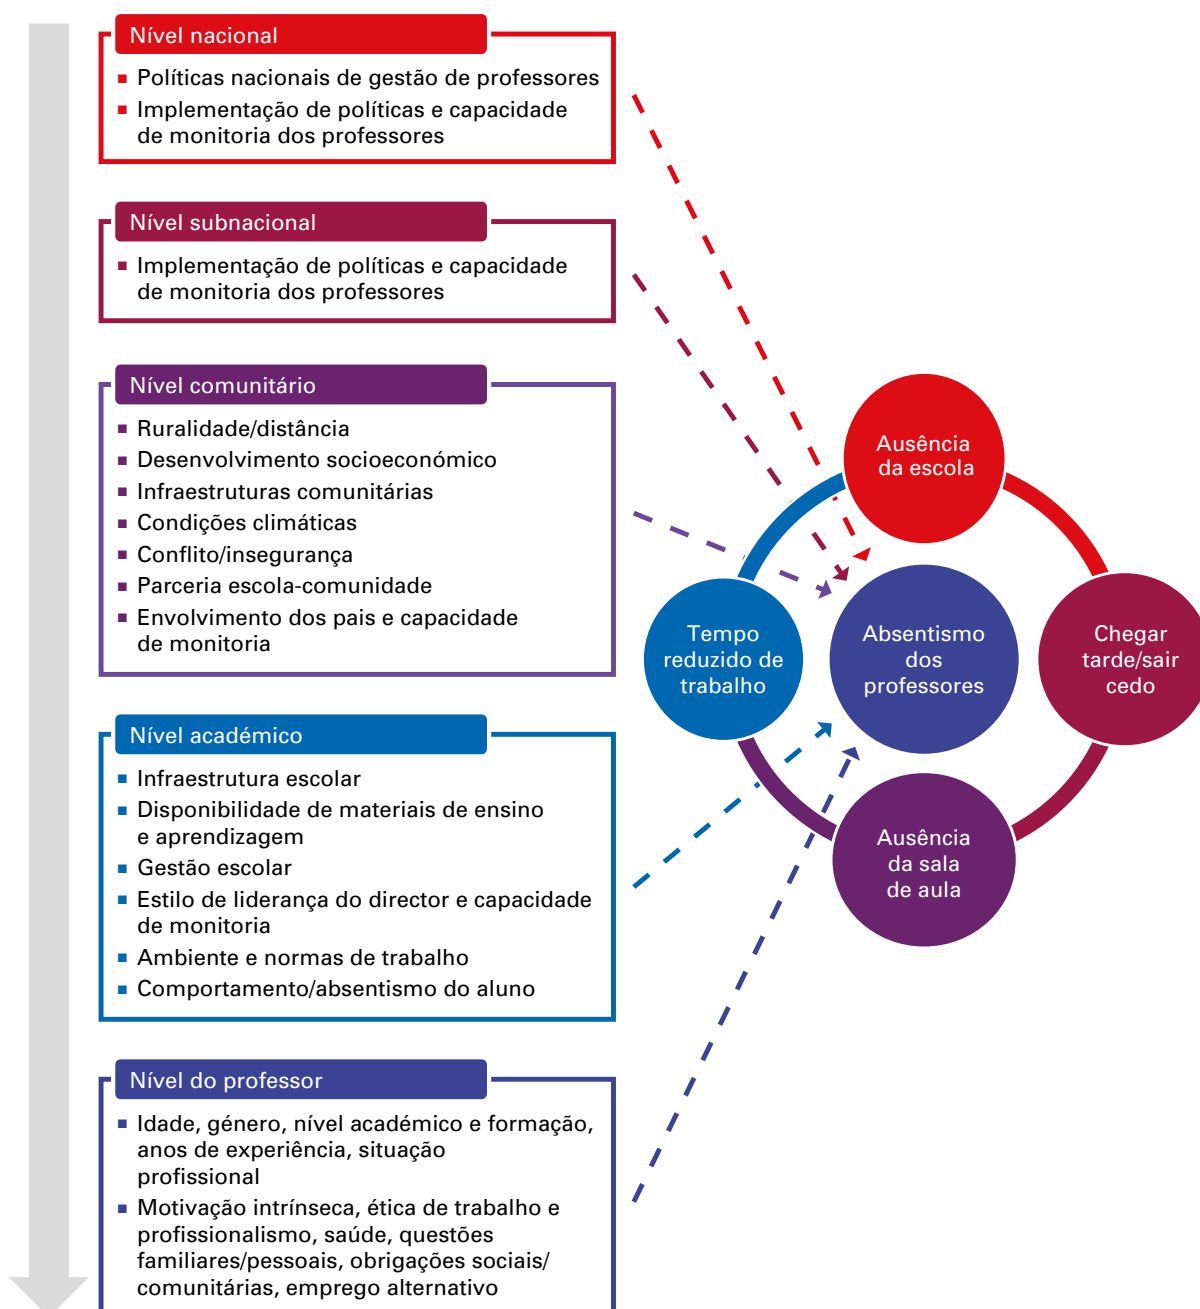 Nível nacional
Políticas nacionais de gestão de professores
Implementação de políticas e capacidade
de monitoria dos professores
Nível subnacional
Implementação de políticas e capacidade
de monitoria dos professores
Nível comunitário
Ruralidade/distância
Desenvolvimento socioeconómico
Infraestruturas comunitárias
Condições climáticas
Conflito/insegurança
Parceria escola-comunidade
Envolvimento dos pais e capacidade
de monitoria
Nível académico
Infraestrutura escolar
Disponibilidade de materiais de ensino
e aprendizagem
Gestão escolar
Estilo de liderança do director e capacidade
de monitoria
Ambiente e normas de trabalho
Comportamento/absentismo do aluno
Nível do professor
Idade, género, nível académico e formação,
anos de experiência, situação
profissional
Motivação intrínseca, ética de trabalho e
profissionalismo, saúde, questões
familiares/pessoais, obrigações sociais/
comunitárias, emprego alternativo
Ausência
da escola
Tempo
reduzido de
trabalho
Absentismo
dos
professores
Chegar
tarde/sair
cedo
Ausência
da sala
de aula